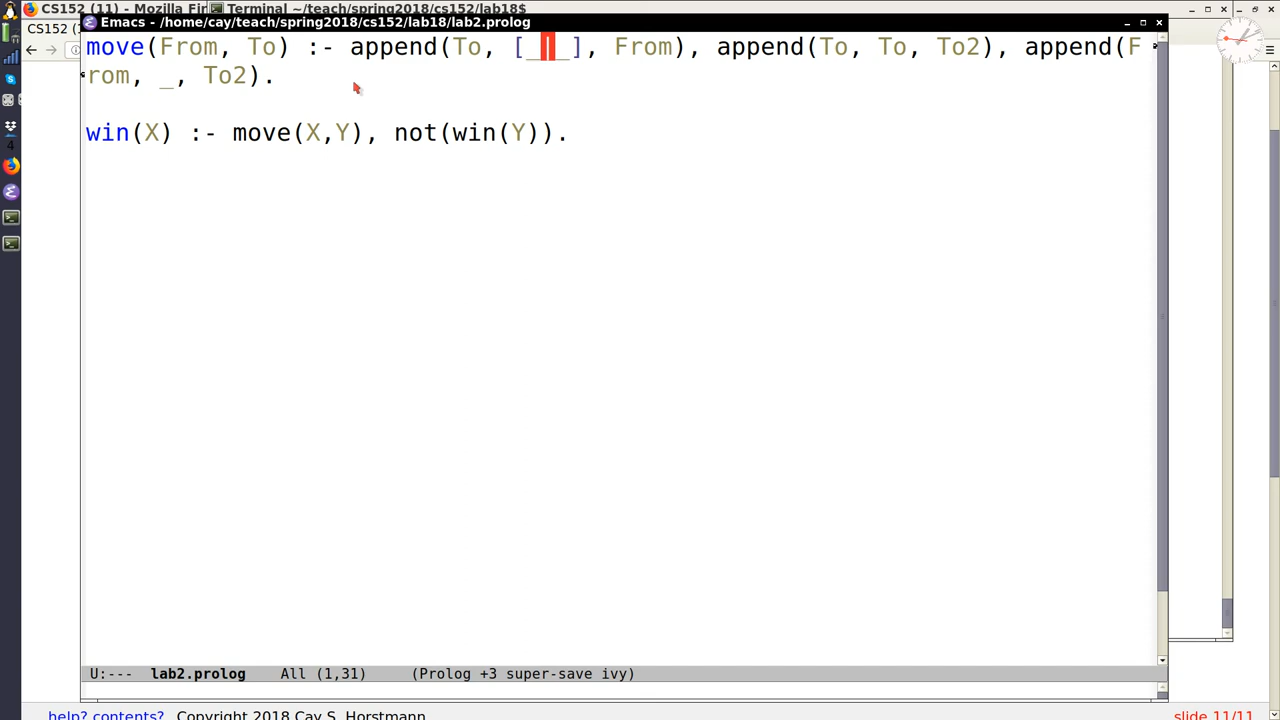 CS152 (11) - Mozilla Fir
Terminal ~/teach/spring2018/cs152/lab18$
Emacs - /home/cay/teach/spring2018/cs152/lab18/lab2.prolog
CS152 (
move(From, To) :- append(To, [_|_], From), append(To, To, To2), append(F
rom, _, To2).
win(X) :- move(X,Y), not(win(Y)).
4
U:--- lab2.prolog All (1,31) (Prolog +3 super-save ivy)
help? contents? Copyright 2018 Cay S. Horstmann slide 11/11